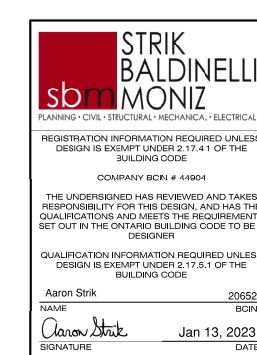 STRIK
BALDINELLI
sbm MONIZ
PLANNING • CIVIL • STRUCTURAL • MECHANICAL • ELECTRICAL
REGISTRATION INFORMATION REQUIRED UNLESS
DESIGN IS EXEMPT UNDER 2.17.4.1 OF THE
BUILDING CODE
COMPANY BCIN # 44904
THE UNDERSIGNED HAS REVIEWED AND TAKES
RESPONSIBILITY FOR THIS DESIGN, AND HAS THE
QUALIFICATIONS AND MEETS THE REQUIREMENT
SET OUT IN THE ONTARIO BUILDING CODE TO BE
DESIGNER
QUALIFICATION INFORMATION REQUIRED UNLES
DESIGN IS EXEMPT UNDER 2.17.5.1 OF THE
BUILDING CODE
Aaron Strik 20652
NAME BCIN
Aaron Strik Jan 13, 2023
SIGNATURE DATE